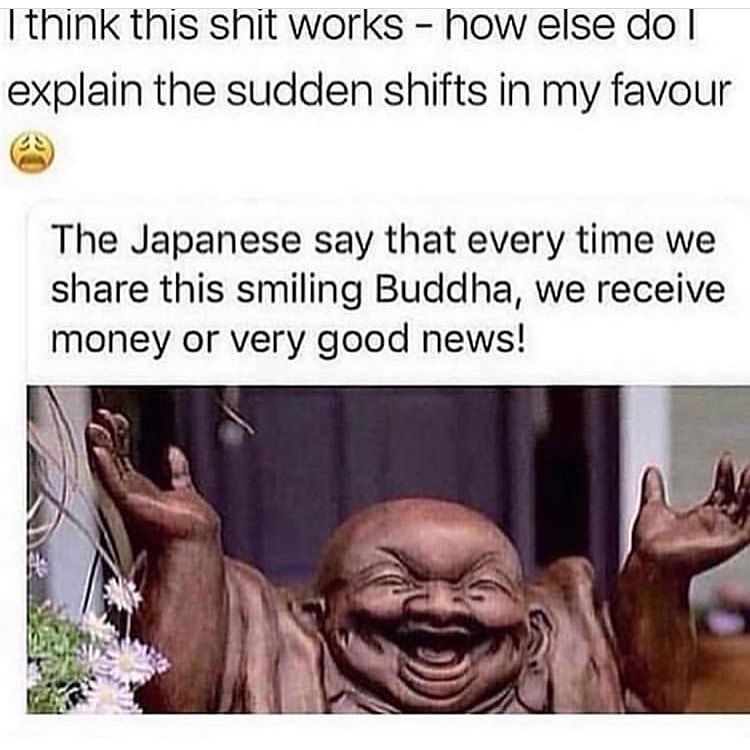 I think this shit works – how else do I
explain the sudden shifts in my favour
😩
The Japanese say that every time we
share this smiling Buddha, we receive
money or very good news!